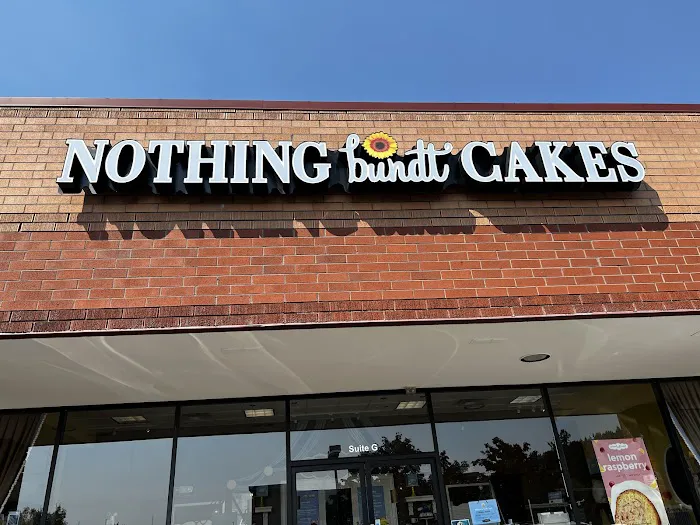 NOTHING bundt CAKES
Suite G
lemon
raspberry